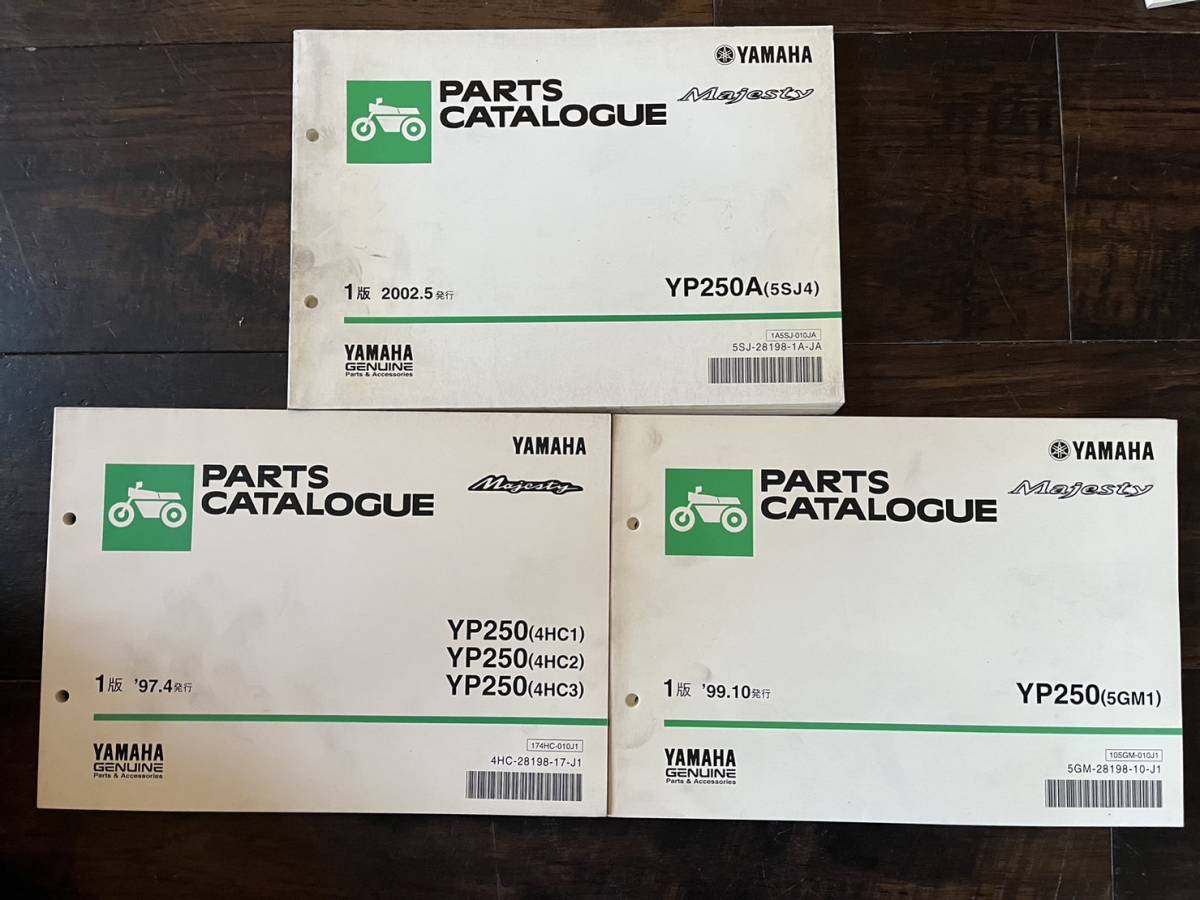 YAMAHA
PARTS
CATALOGUE
Majesty
1版 2002.5発行
YP250A(5SJ4)
1A5SJ-010JA
5SJ-28198-1A-JA
YAMAHA
GENUINE
Parts & Accessories
YAMAHA
PARTS
CATALOGUE
Majesty
YP250(4HC1)
YP250(4HC2)
YP250(4HC3)
1版 '97.4発行
174HC-010J1
4HC-28198-17-J1
YAMAHA
GENUINE
Parts & Accessories
YAMAHA
PARTS
CATALOGUE
Majesty
1版 '99.10発行
YP250(5GM1)
105GM-010J1
5GM-28198-10-J1
YAMAHA
GENUINE
Parts & Accessories